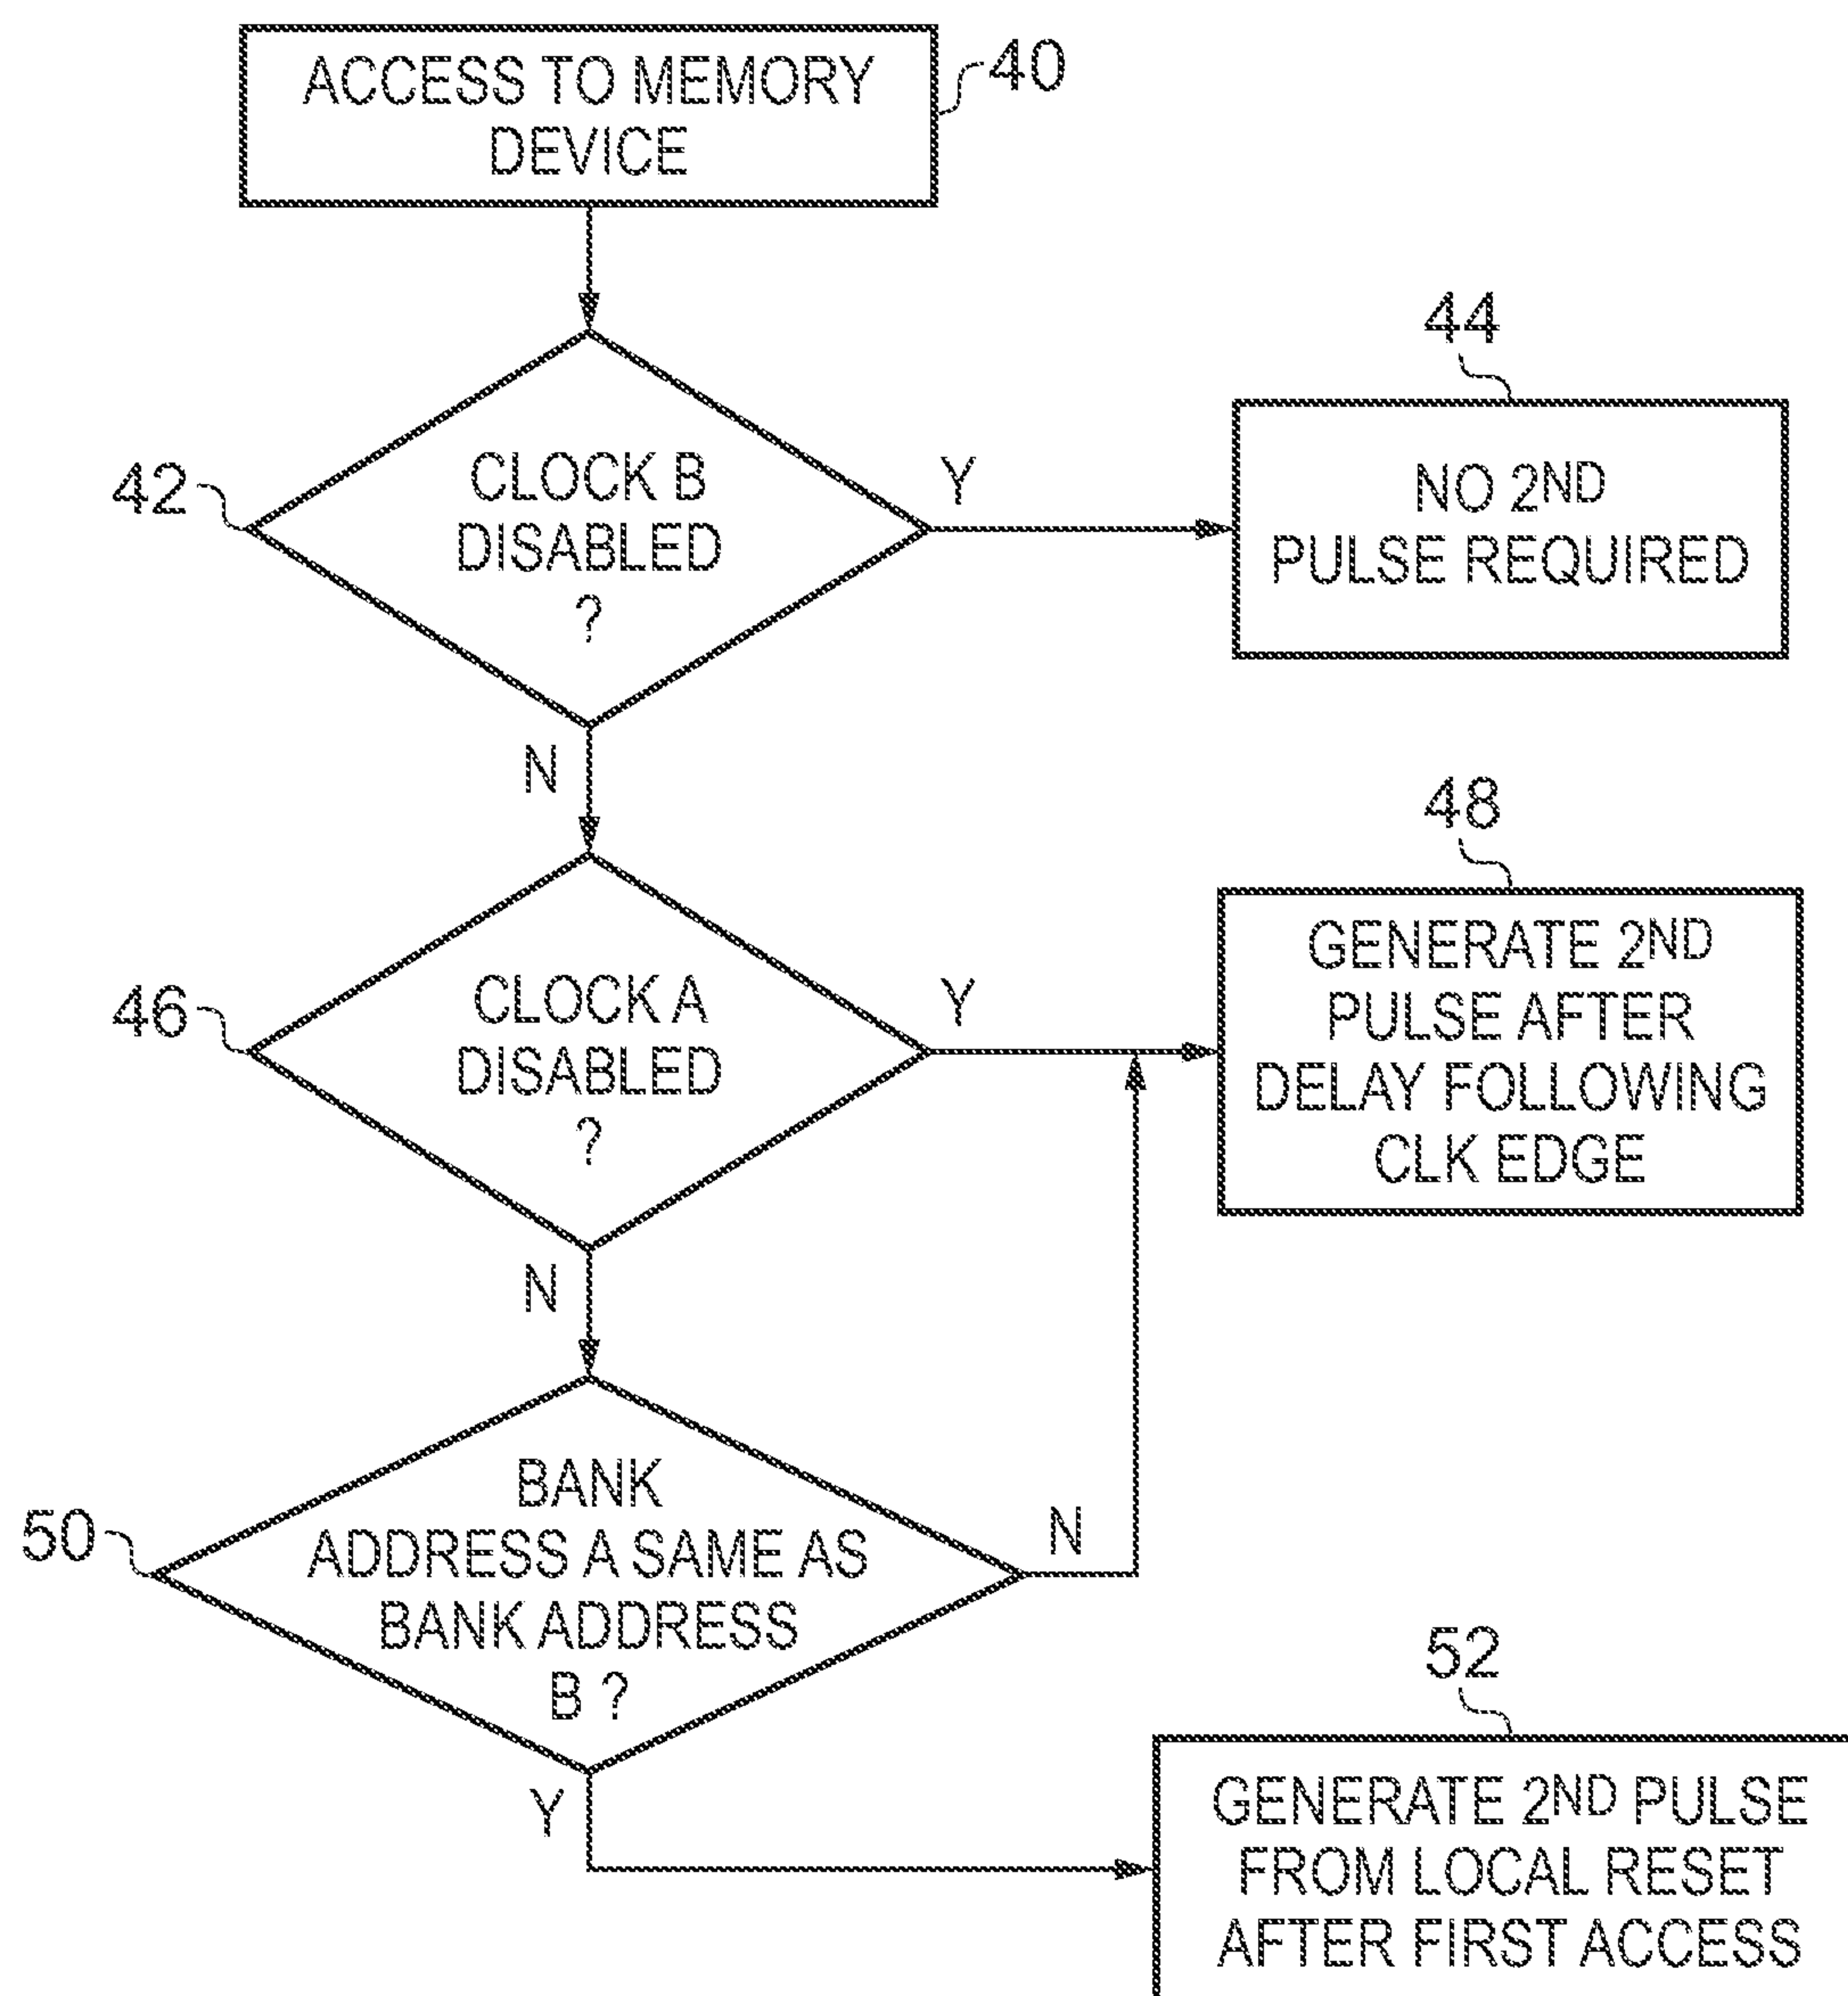 ACCESS TO MEMORY
DEVICE
40
42
CLOCK B
DISABLED
?
Y
N
44
NO 2ND
PULSE REQUIRED
46
CLOCK A
DISABLED
?
Y
N
48
GENERATE 2ND
PULSE AFTER
DELAY FOLLOWING
CLK EDGE
50
BANK
ADDRESS A SAME AS
BANK ADDRESS
B ?
N
Y
52
GENERATE 2ND PULSE
FROM LOCAL RESET
AFTER FIRST ACCESS